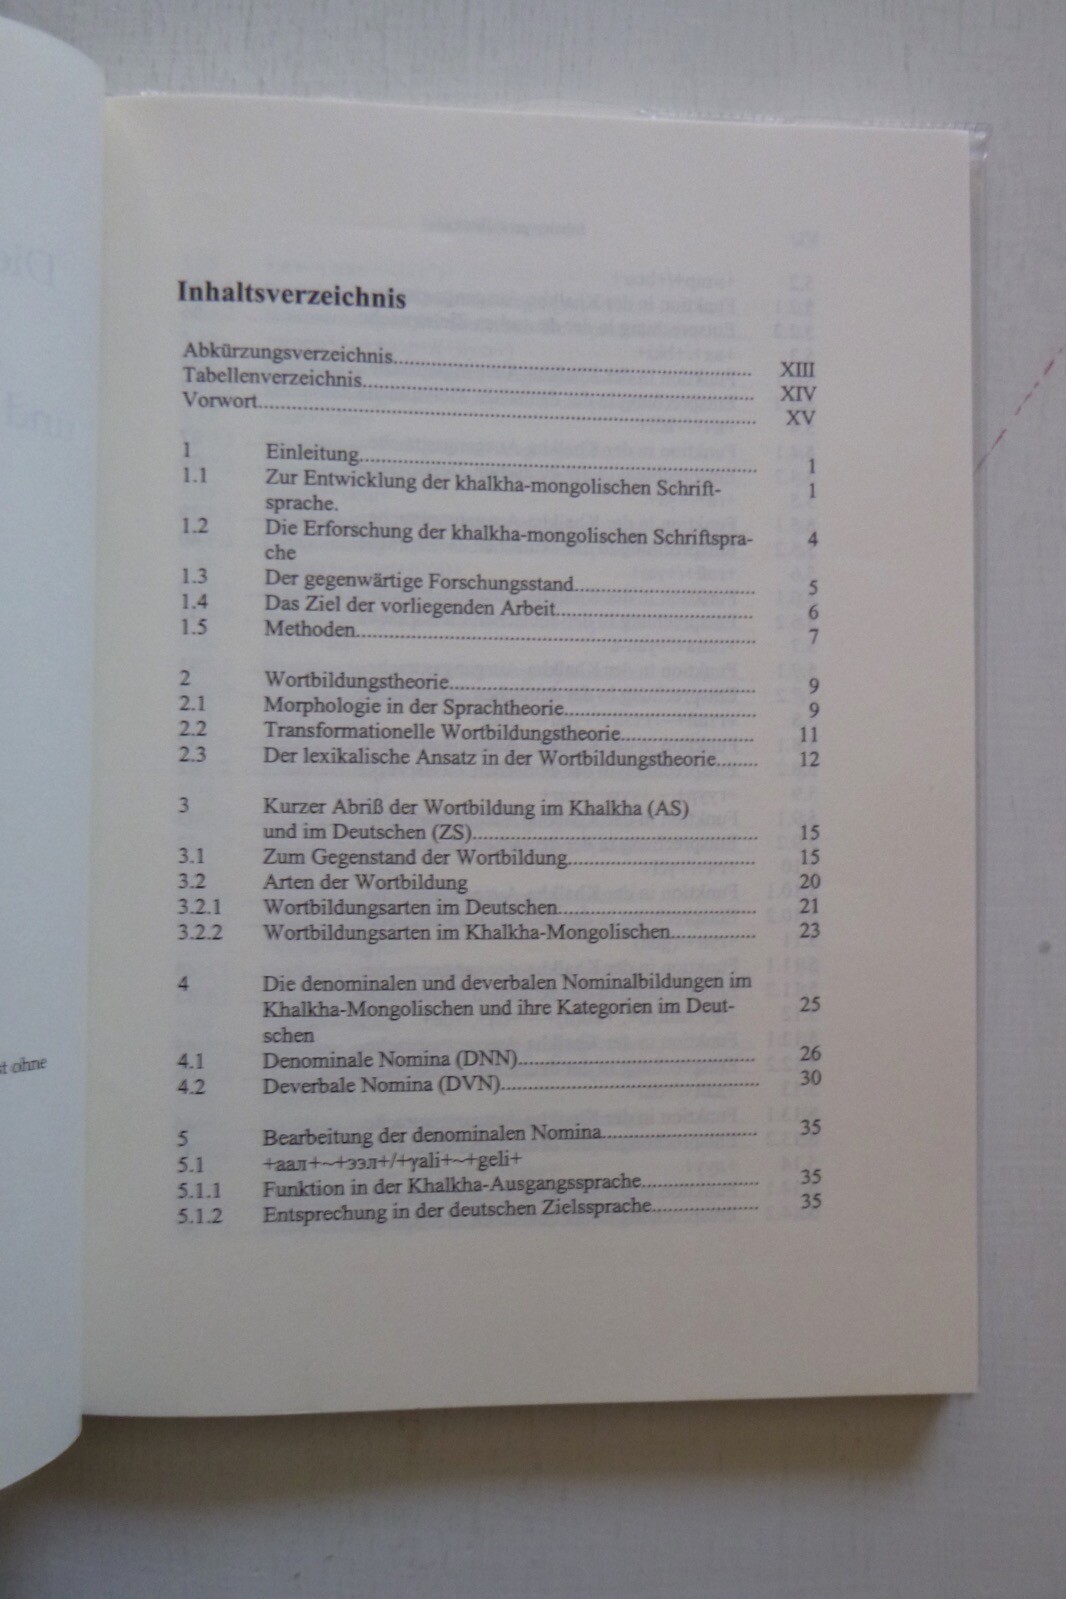 Inhaltsverzeichnis
Abkürzungsverzeichnis........ XIII
Tabellenverzeichnis........ XIV
Vorwort........ XV
1 Einleitung........ 1
1.1 Zur Entwicklung der khalkha-mongolischen Schrift- 1
sprache.
1.2 Die Erforschung der khalkha-mongolischen Schriftspra- 4
che
1.3 Der gegenwärtige Forschungsstand........ 5
1.4 Das Ziel der vorliegenden Arbeit........ 6
1.5 Methoden........ 7
2 Wortbildungstheorie........ 9
2.1 Morphologie in der Sprachtheorie........ 9
2.2 Transformationelle Wortbildungstheorie........ 11
2.3 Der lexikalische Ansatz in der Wortbildungstheorie........ 12
3 Kurzer Abriß der Wortbildung im Khalkha (AS)
und im Deutschen (ZS)........ 15
3.1 Zum Gegenstand der Wortbildung........ 15
3.2 Arten der Wortbildung 20
3.2.1 Wortbildungsarten im Deutschen........ 21
3.2.2 Wortbildungsarten im Khalkha-Mongolischen........ 23
4 Die denominalen und deverbalen Nominalbildungen im
Khalkha-Mongolischen und ihre Kategorien im Deut- 25
schen
4.1 Denominale Nomina (DNN)........ 26
4.2 Deverbale Nomina (DVN)........ 30
5 Bearbeitung der denominalen Nomina........ 35
5.1 +аал+~+ээл+/+γali+~+geli+
5.1.1 Funktion in der Khalkha-Ausgangssprache........ 35
5.1.2 Entsprechung in der deutschen Zielssprache........ 35
st ohne